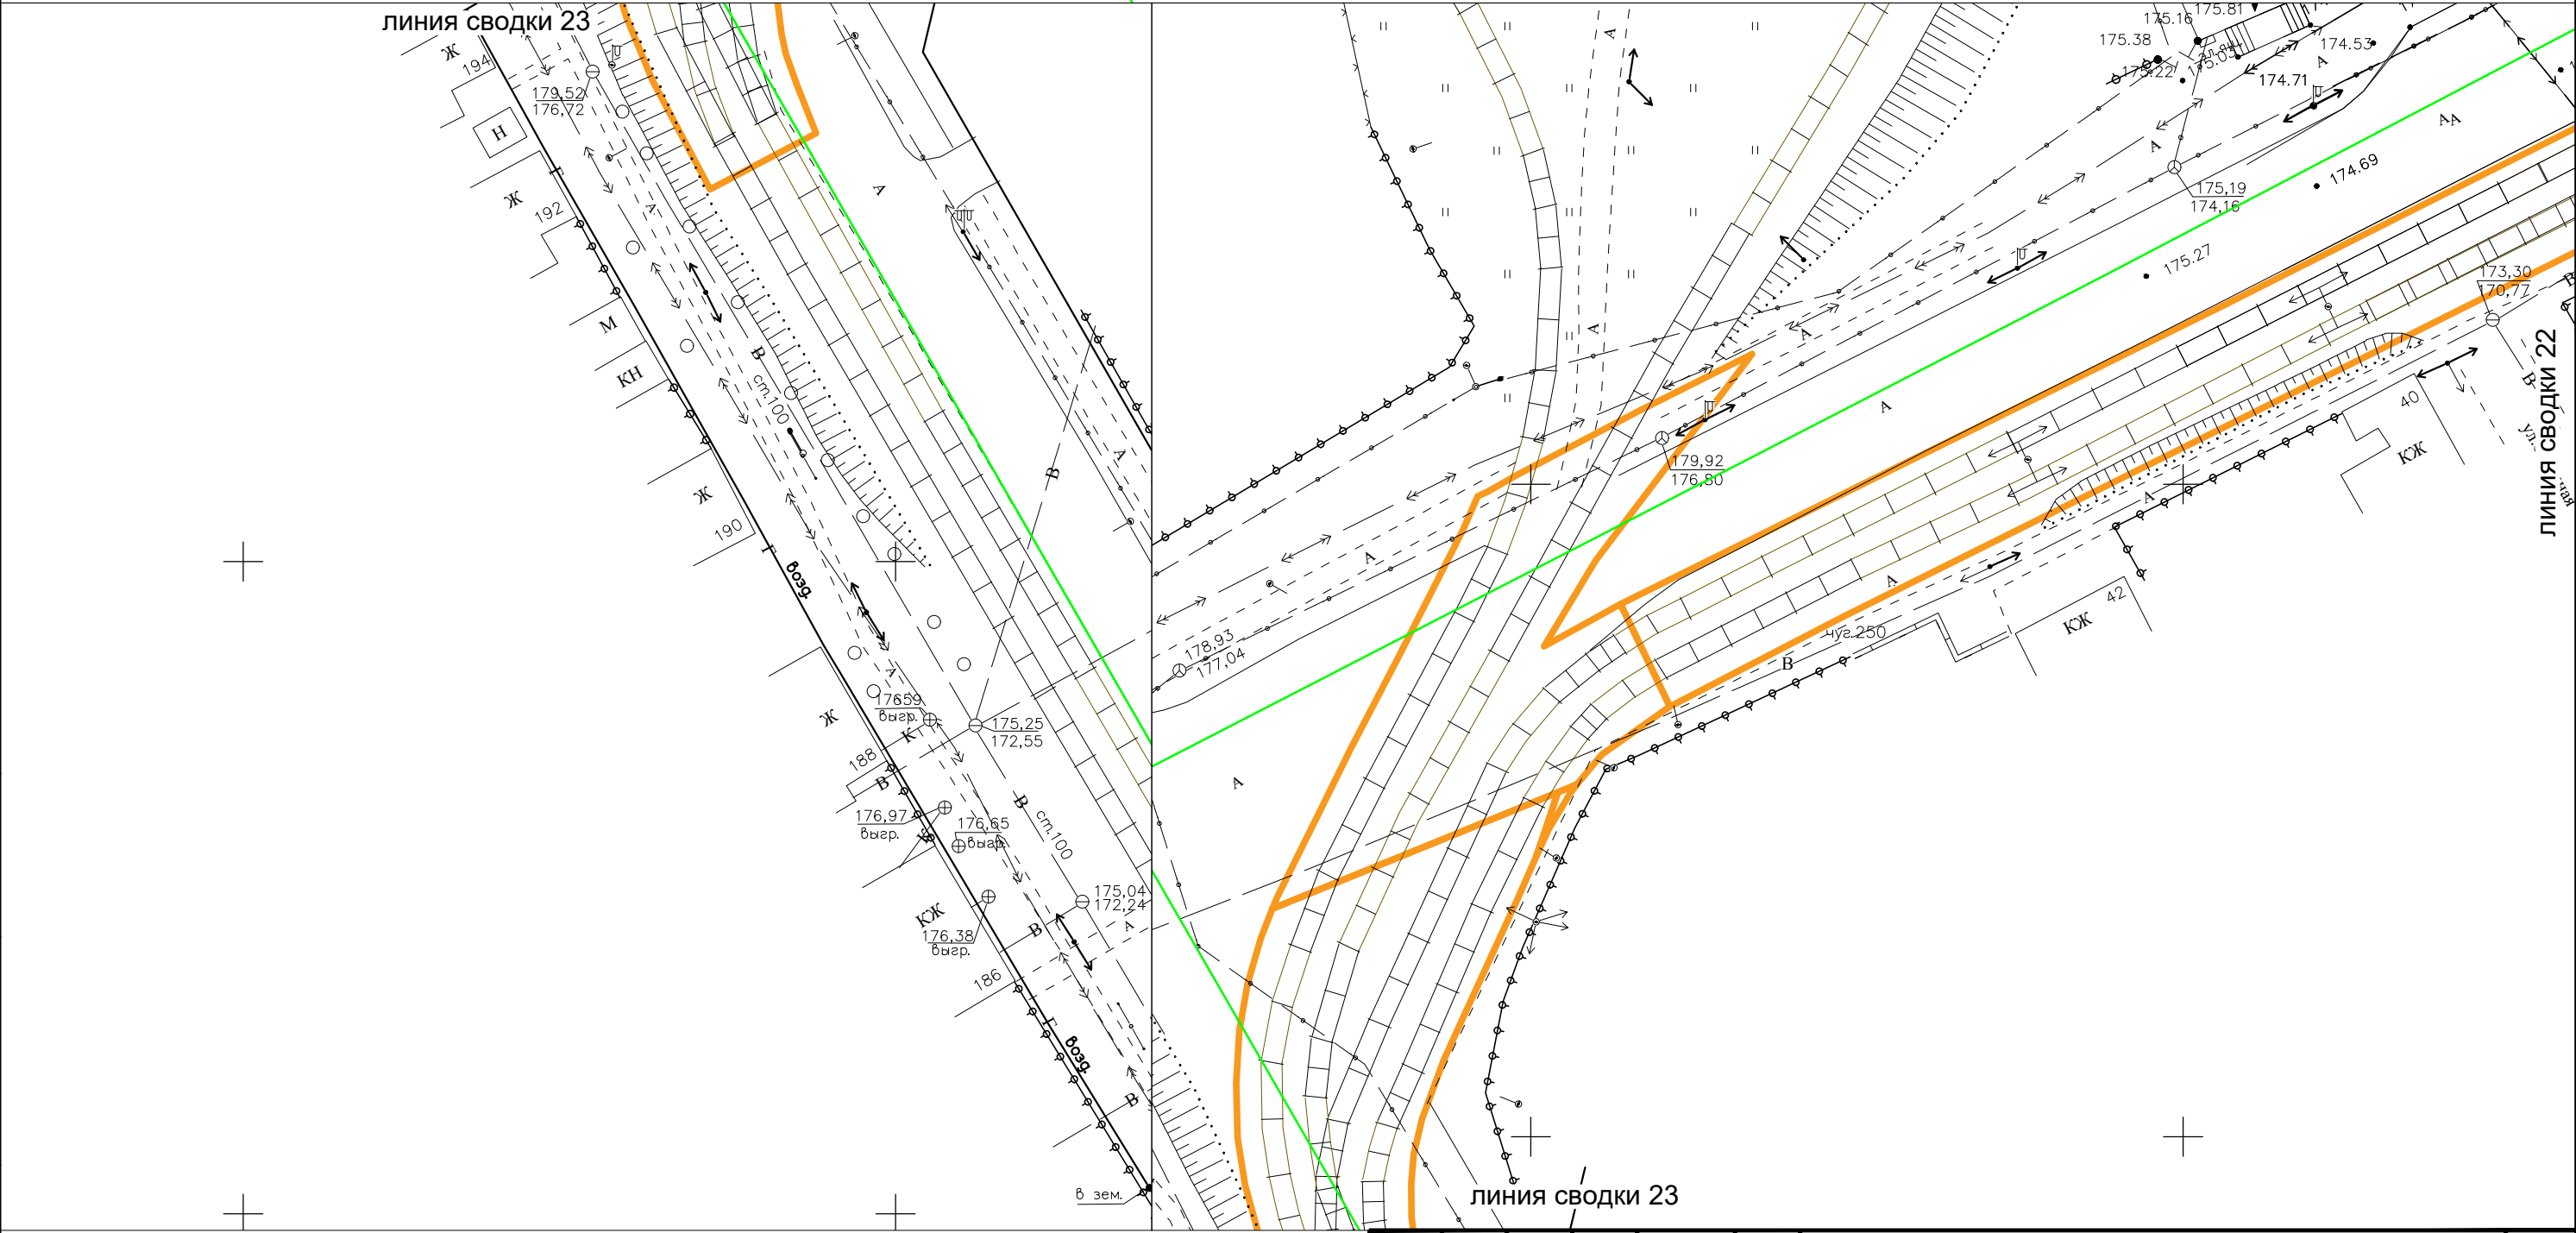 линия сводки 23
Ж
194
179,52
176,72
Н
Ж
192
А
М
КН
В
ст.100
Ж
190
Г
возд
А
176.59
выгр.
Ж
К
188
В
175,25
172,55
176,97
выгр.
176,65
выгр.
В
ст.100
КЖ
176,38
выгр.
175,04
172,24
В
А
186
Г
возд
В
в зем.
А
А
В
Г
А
А
175.16
175.81
175.38
175.22
175.03
174.53
174.71
А
А
АА
174.69
175,19
174,16
175.27
173,30
170,77
В
А
А
линия сводки 22
В
ул.
40
КЖ
А
179,92
176,80
А
А
42
КЖ
чуг.250
В
178,93
177,04
А
линия сводки 23